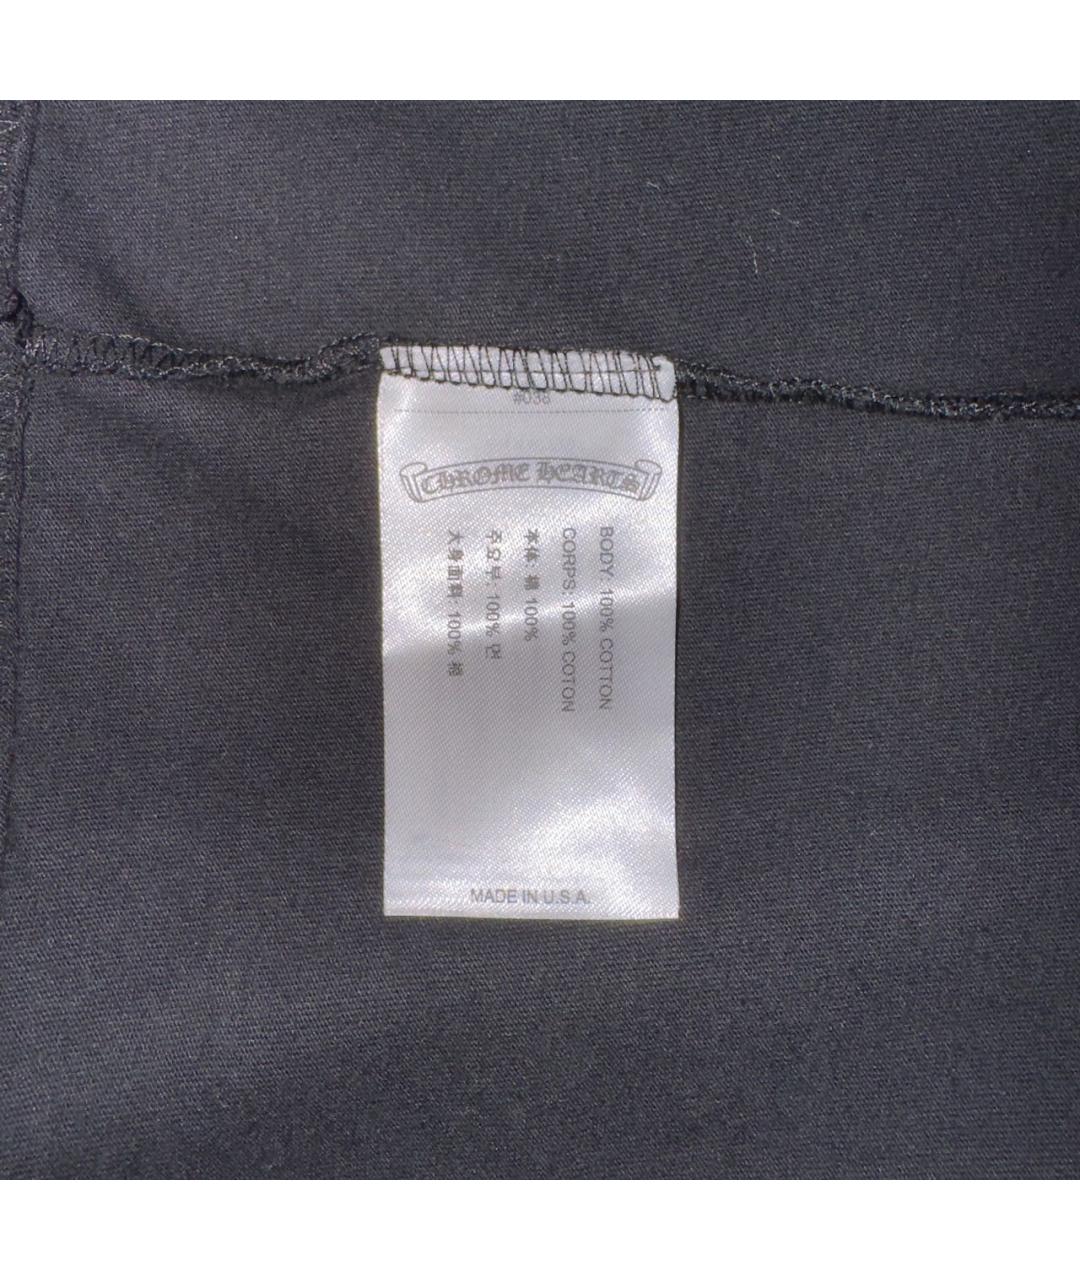 #038
CHROME HEARTS
BODY: 100% COTTON
CORPS: 100% COTON
本体: 綿 100%
주요부: 100% 면
大身面料: 100% 棉
MADE IN U.S.A.